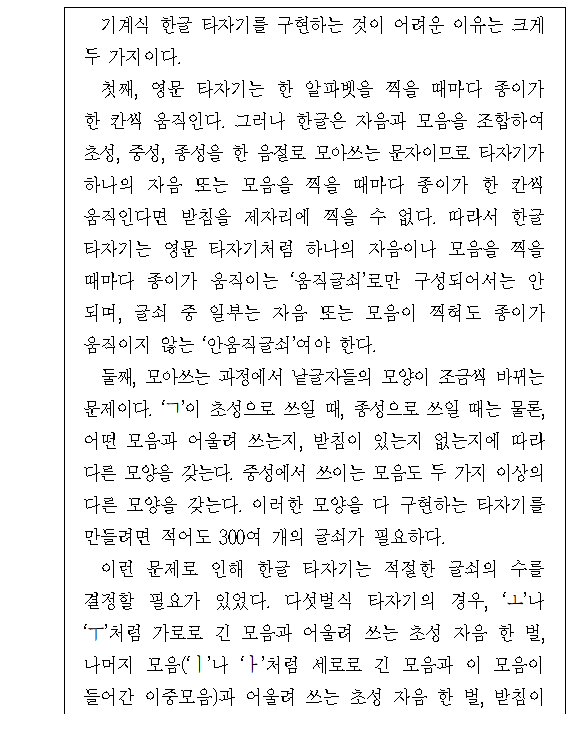 기계식 한글 타자기를 구현하는 것이 어려운 이유는 크게
두 가지이다.
첫째, 영문 타자기는 한 알파벳을 찍을 때마다 종이가
한 칸씩 움직인다. 그러나 한글은 자음과 모음을 조합하여
초성, 중성, 종성을 한 음절로 모아쓰는 문자이므로 타자기가
하나의 자음 또는 모음을 찍을 때마다 종이가 한 칸씩
움직인다면 받침을 제자리에 찍을 수 없다. 따라서 한글
타자기는 영문 타자기처럼 하나의 자음이나 모음을 찍을
때마다 종이가 움직이는 ‘움직글쇠’로만 구성되어서는 안
되며, 글쇠 중 일부는 자음 또는 모음이 찍혀도 종이가
움직이지 않는 ‘안움직글쇠’여야 한다.
둘째, 모아쓰는 과정에서 낱글자들의 모양이 조금씩 바뀌는
문제이다. ‘ㄱ’이 초성으로 쓰일 때, 종성으로 쓰일 때는 물론,
어떤 모음과 어울려 쓰는지, 받침이 있는지 없는지에 따라
다른 모양을 갖는다. 중성에서 쓰이는 모음도 두 가지 이상의
다른 모양을 갖는다. 이러한 모양을 다 구현하는 타자기를
만들려면 적어도 300여 개의 글쇠가 필요하다.
이런 문제로 인해 한글 타자기는 적절한 글쇠의 수를
결정할 필요가 있었다. 다섯벌식 타자기의 경우, ‘ㅗ’나
‘ㅜ’처럼 가로로 긴 모음과 어울려 쓰는 초성 자음 한 벌,
나머지 모음(‘ㅣ’나 ‘ㅏ’처럼 세로로 긴 모음과 이 모음이
들어간 이중모음)과 어울려 쓰는 초성 자음 한 벌, 받침이